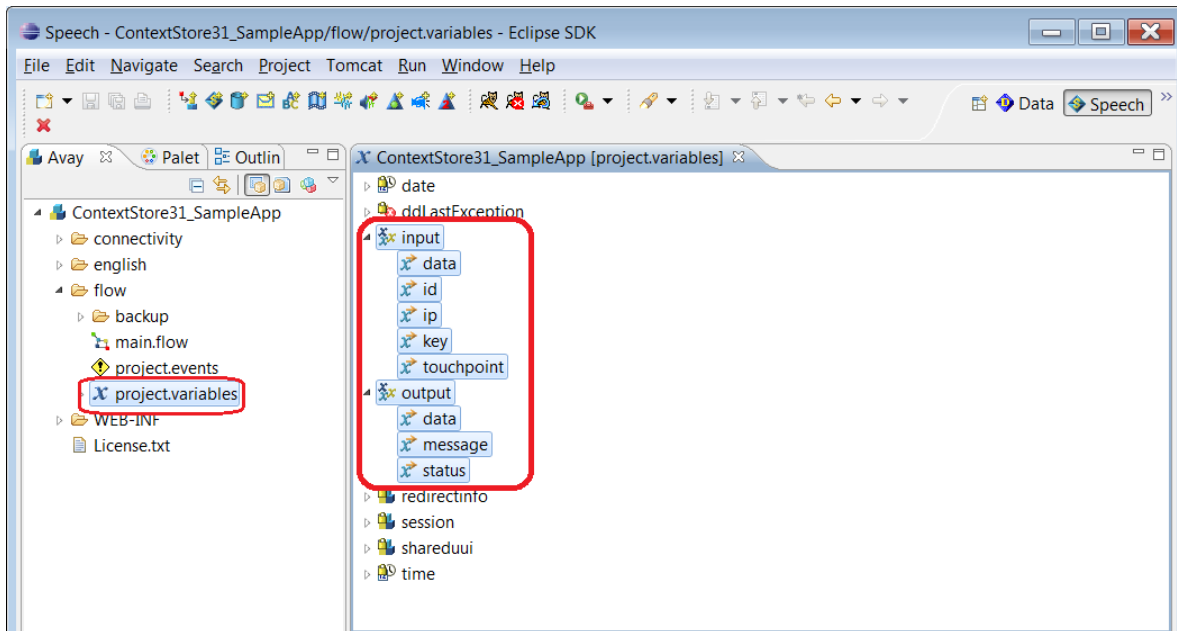 Speech - ContextStore31_SampleApp/flow/project.variables - Eclipse SDK
File Edit Navigate Search Project Tomcat Run Window Help
Data Speech
Avay Palet Outlin
ContextStore31_SampleApp
connectivity
english
flow
backup
main.flow
project.events
project.variables
WEB-INF
License.txt
ContextStore31_SampleApp [project.variables]
date
ddLastException
input
data
id
ip
key
touchpoint
output
data
message
status
redirectinfo
session
shareduui
time